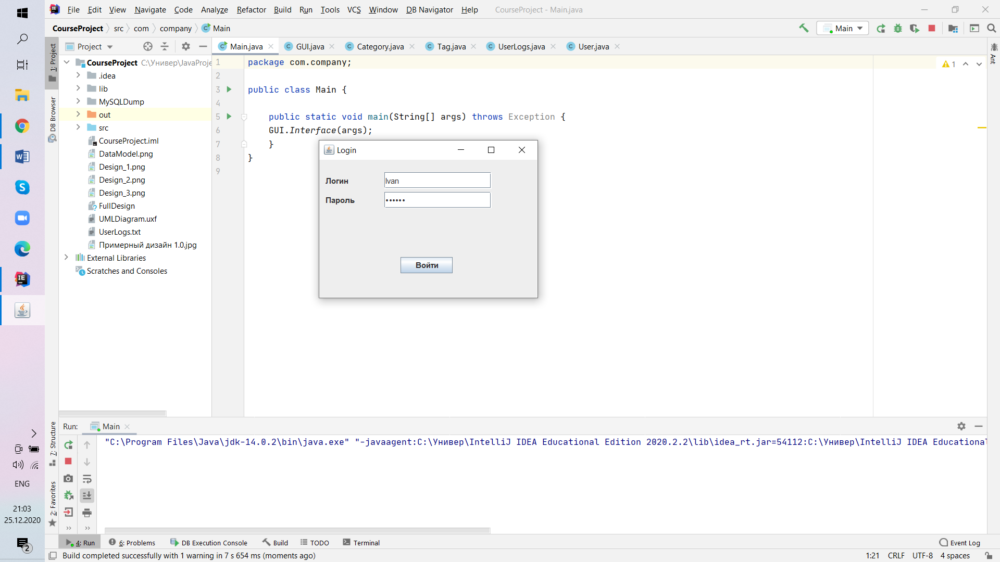 File Edit View Navigate Code Analyze Refactor Build Run Tools VCS Window DB Navigator Help CourseProject - Main.java
CourseProject src com company Main
Main
1: Project
DB Browser
7: Structure
2: Favorites
Ant
Project
Main.java GUI.java Category.java Tag.java UserLogs.java User.java
CourseProject C:\Универ\JavaProje
.idea
lib
MySQLDump
out
src
CourseProject.iml
DataModel.png
Design_1.png
Design_2.png
Design_3.png
FullDesign
UMLDiagram.uxf
UserLogs.txt
Примерный дизайн 1.0.jpg
External Libraries
Scratches and Consoles
1 package com.company;
2
3 public class Main {
4
5 public static void main(String[] args) throws Exception {
6 GUI.Interface(args);
7 }
8 }
9
1
Login
Логин Ivan
Пароль ••••••
Войти
Run: Main
"C:\Program Files\Java\jdk-14.0.2\bin\java.exe" "-javaagent:C:\Универ\IntelliJ IDEA Educational Edition 2020.2.2\lib\idea_rt.jar=54112:C:\Универ\IntelliJ IDEA Educational
4: Run 6: Problems DB Execution Console Build TODO Terminal Event Log
Build completed successfully with 1 warning in 7 s 654 ms (moments ago) 1:21 CRLF UTF-8 4 spaces
ENG
21:03
25.12.2020
2